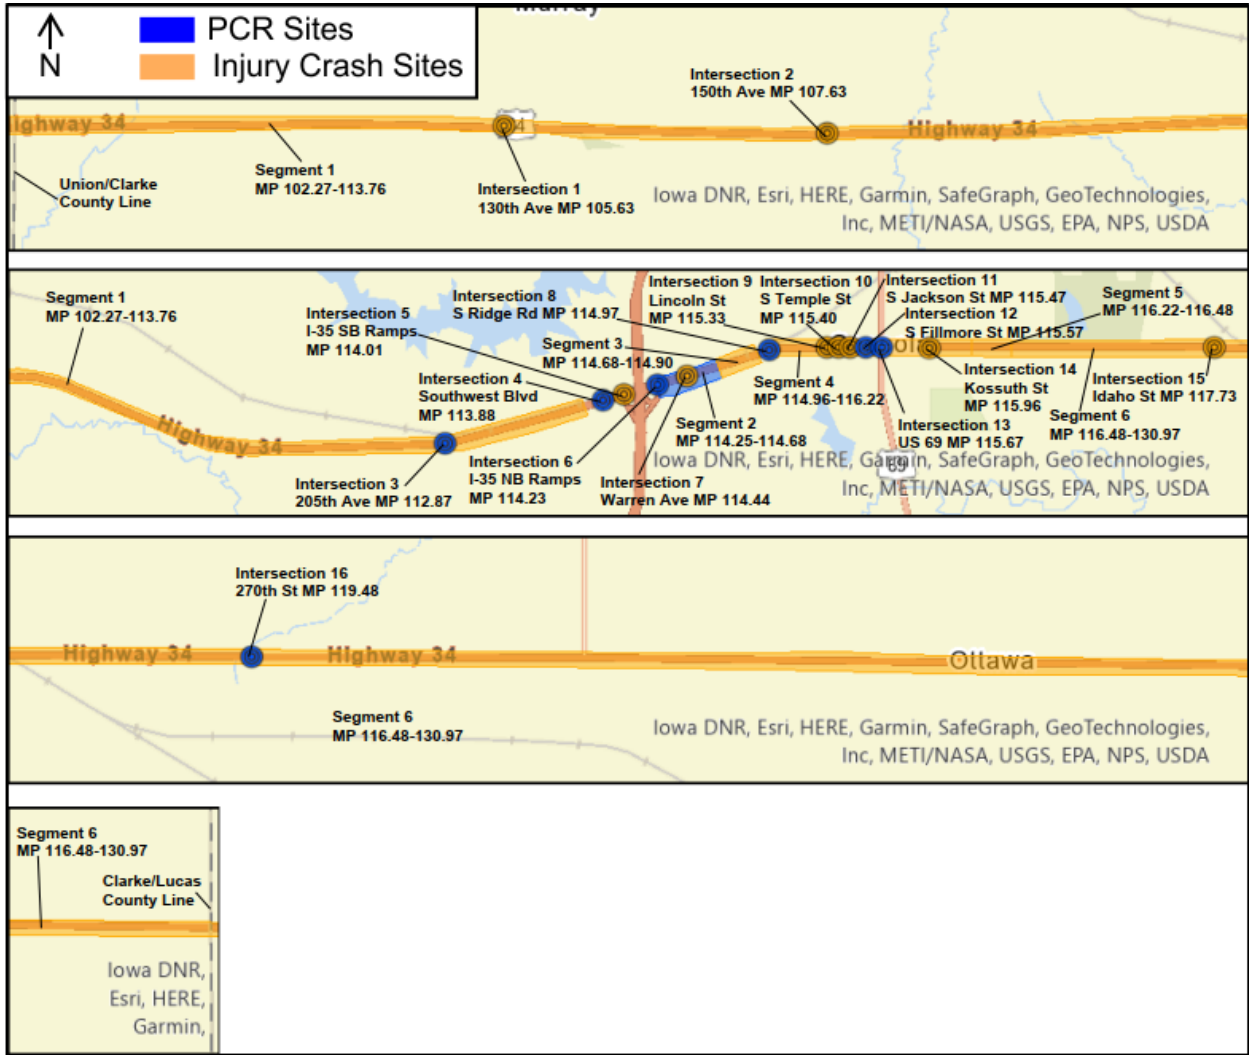 Murray
N
PCR Sites
Injury Crash Sites
Intersection 2
150th Ave MP 107.63
ighway 34
4
Highway 34
Segment 1
MP 102.27-113.76
Union/Clarke
County Line
Intersection 1
130th Ave MP 105.63
Iowa DNR, Esri, HERE, Garmin, SafeGraph, GeoTechnologies,
Inc, METI/NASA, USGS, EPA, NPS, USDA
Segment 1
MP 102.27-113.76
Intersection 5
I-35 SB Ramps
MP 114.01
Intersection 8
S Ridge Rd MP 114.97
Intersection 9
Lincoln St
MP 115.33
Intersection 10
S Temple St
MP 115.40
Intersection 11
S Jackson St MP 115.47
Intersection 12
S Fillmore St MP 115.57
Segment 5
MP 116.22-116.48
Segment 3
MP 114.68-114.90
Intersection 4
Southwest Blvd
MP 113.88
Segment 4
MP 114.96-116.22
Intersection 14
Kossuth St
MP 115.96
Intersection 15
Idaho St MP 117.73
Segment 6
MP 116.48-130.97
Highway 34
Segment 2
MP 114.25-114.68
Intersection 13
US 69 MP 115.67
Intersection 3
205th Ave MP 112.87
Intersection 6
I-35 NB Ramps
MP 114.23
Intersection 7
Warren Ave MP 114.44
69
Iowa DNR, Esri, HERE, Garmin, SafeGraph, GeoTechnologies,
Inc, METI/NASA, USGS, EPA, NPS, USDA
Intersection 16
270th St MP 119.48
Highway 34
Highway 34
Ottawa
Segment 6
MP 116.48-130.97
Iowa DNR, Esri, HERE, Garmin, SafeGraph, GeoTechnologies,
Inc, METI/NASA, USGS, EPA, NPS, USDA
Segment 6
MP 116.48-130.97
Clarke/Lucas
County Line
Iowa DNR,
Esri, HERE,
Garmin,